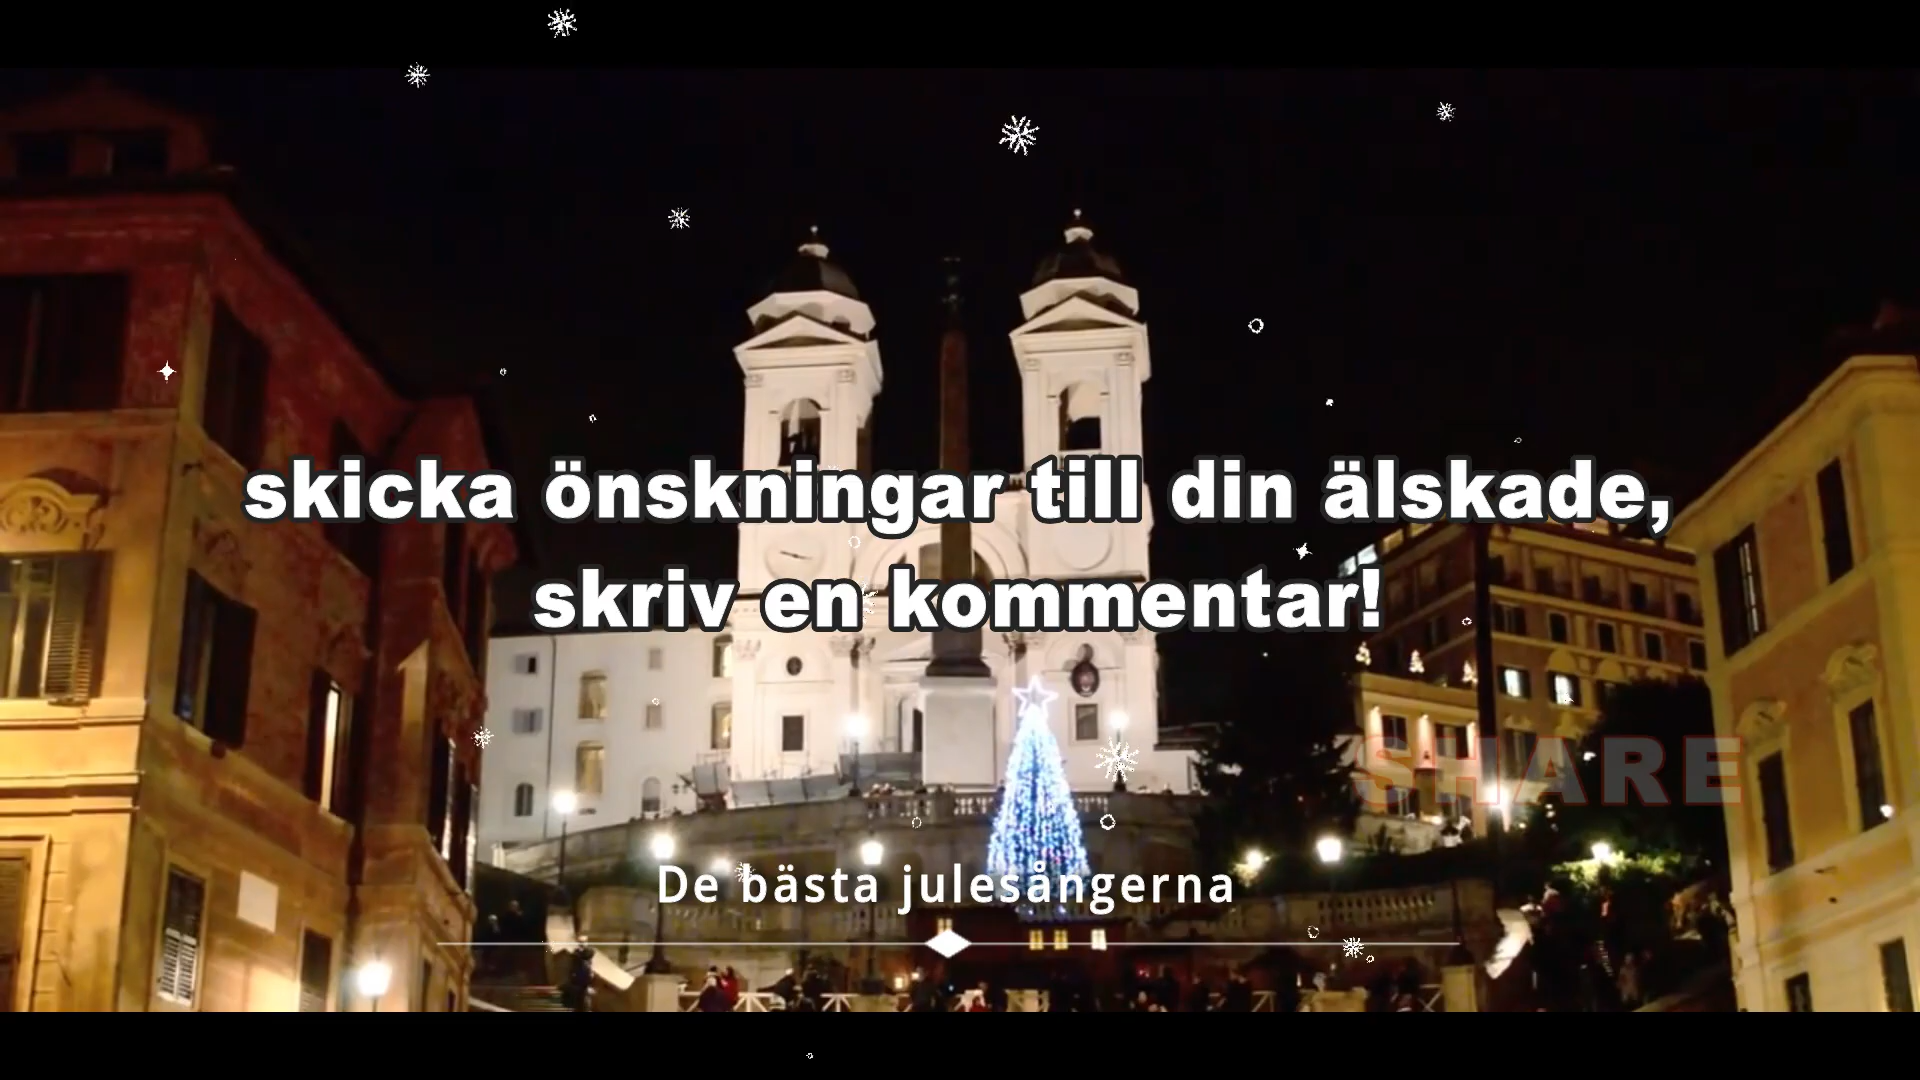 skicka önskningar till din älskade,
skriv en kommentar!
SHARE
De bästa julesångerna